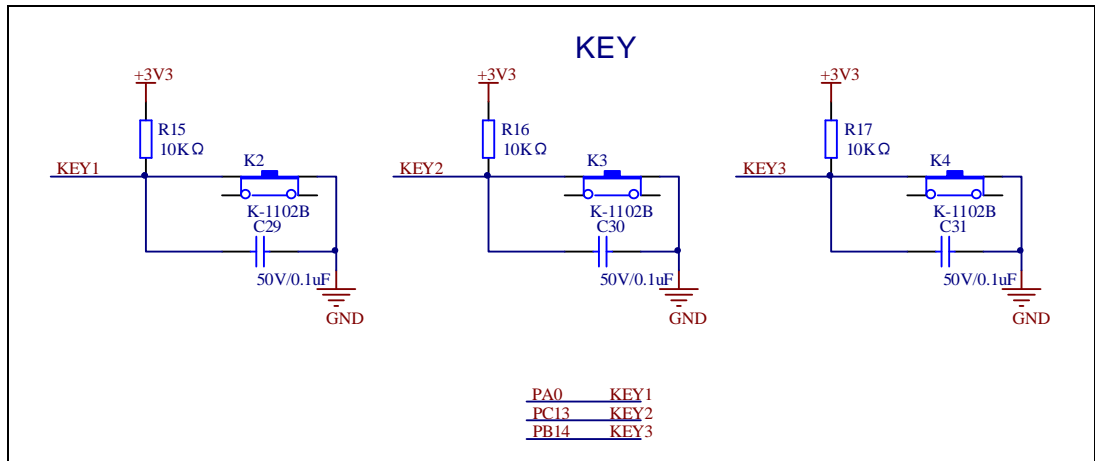 KEY
+3V3
R15
10KΩ
KEY1
K2
K-1102B
C29
50V/0.1uF
GND
+3V3
R16
10KΩ
KEY2
K3
K-1102B
C30
50V/0.1uF
GND
+3V3
R17
10KΩ
KEY3
K4
K-1102B
C31
50V/0.1uF
GND
PA0 KEY1
PC13 KEY2
PB14 KEY3